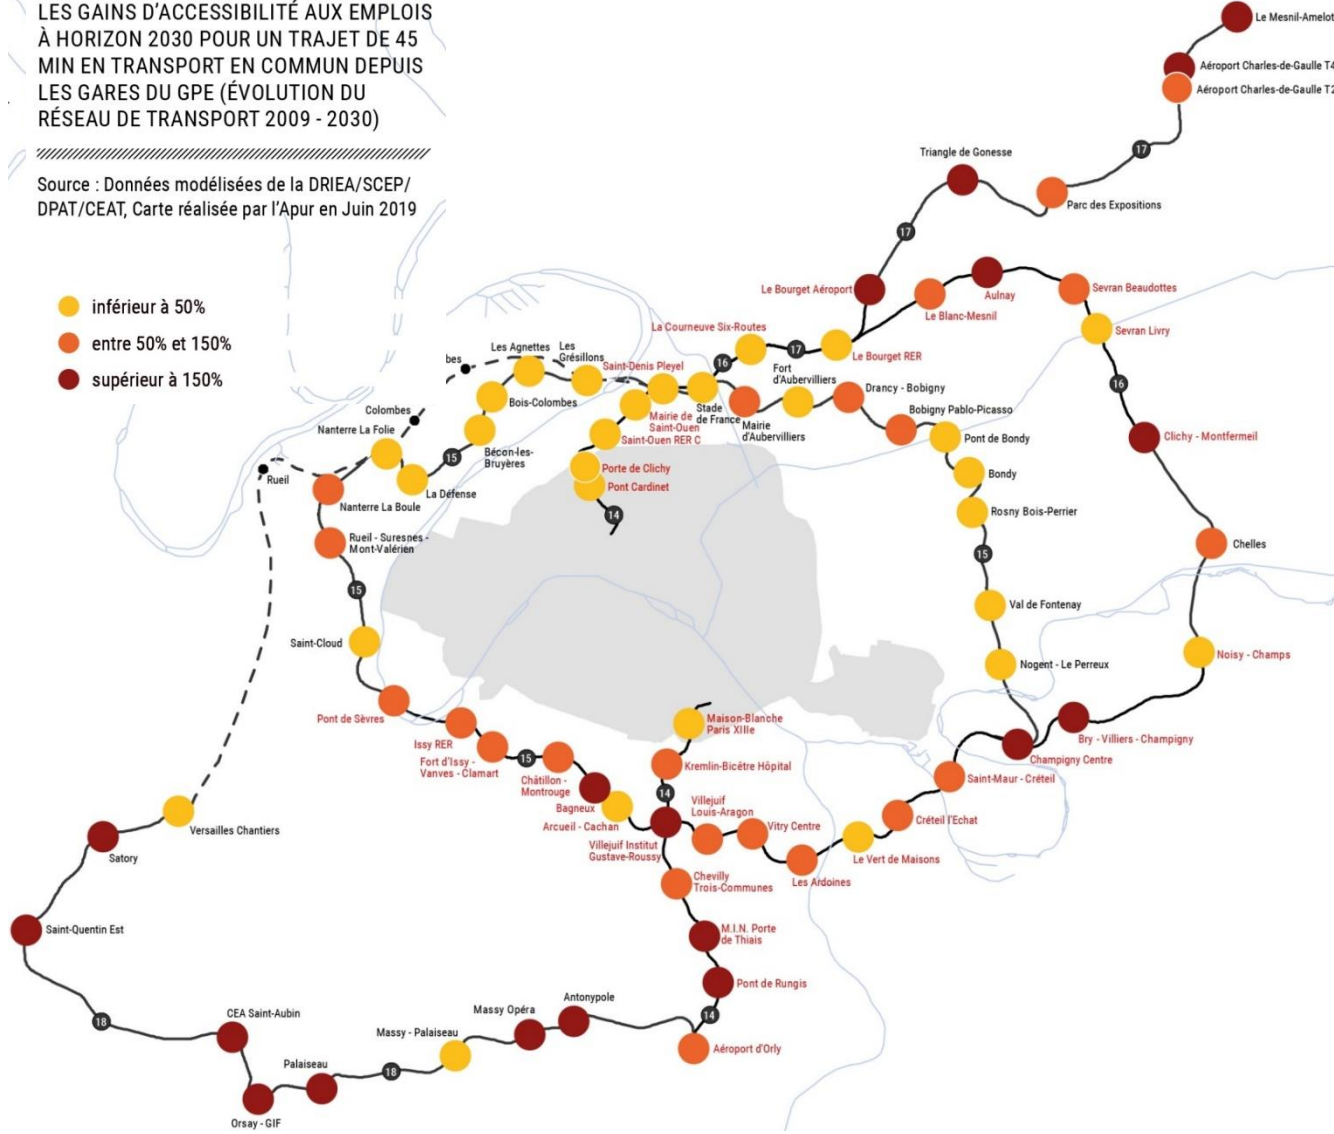 LES GAINS D'ACCESSIBILITÉ AUX EMPLOIS
À HORIZON 2030 POUR UN TRAJET DE 45
MIN EN TRANSPORT EN COMMUN DEPUIS
LES GARES DU GPE (ÉVOLUTION DU
RÉSEAU DE TRANSPORT 2009 - 2030)
Source : Données modélisées de la DRIEA/SCEP/
DPAT/CEAT, Carte réalisée par l'Apur en Juin 2019
inférieur à 50%
entre 50% et 150%
supérieur à 150%
Le Mesnil-Amelot
Aéroport Charles-de-Gaulle T4
Aéroport Charles-de-Gaulle T2
17
Triangle de Gonesse
Parc des Expositions
17
Le Bourget Aéroport
Aulnay
Sevran Beaudottes
Le Blanc-Mesnil
Sevran Livry
La Courneuve Six-Routes
17
16
Le Bourget RER
Les Agnettes
Les
Grésillons
bes
Saint-Denis Pleyel
Fort
d'Aubervilliers
Drancy - Bobigny
16
Bois-Colombes
Colombes
Mairie de
Saint-Ouen
Stade
de France
Mairie
d'Aubervilliers
Bobigny Pablo-Picasso
Nanterre La Folie
Saint-Ouen RER C
Pont de Bondy
Clichy - Montfermeil
15
Bécon-les-
Bruyères
Porte de Clichy
Bondy
Rueil
La Défense
Pont Cardinet
Nanterre La Boule
14
Rosny Bois-Perrier
Rueil - Suresnes -
Mont-Valérien
15
Chelles
15
Val de Fontenay
Saint-Cloud
Noisy - Champs
Nogent - Le Perreux
Pont de Sèvres
Maison-Blanche
Paris XIIIe
Bry - Villiers - Champigny
Issy RER
Champigny Centre
Fort d'Issy -
Vanves - Clamart
15
Kremlin-Bicêtre Hôpital
Saint-Maur - Créteil
Châtillon -
Montrouge
14
Bagneux
Villejuif
Louis-Aragon
Créteil l'Echat
Arcueil - Cachan
Vitry Centre
Versailles Chantiers
Villejuif Institut
Gustave-Roussy
Le Vert de Maisons
Satory
Les Ardoines
Chevilly
Trois-Communes
Saint-Quentin Est
M.I.N. Porte
de Thiais
Pont de Rungis
Antonypole
Massy Opéra
14
CEA Saint-Aubin
18
Massy - Palaiseau
Aéroport d'Orly
Palaiseau
18
Orsay - GIF